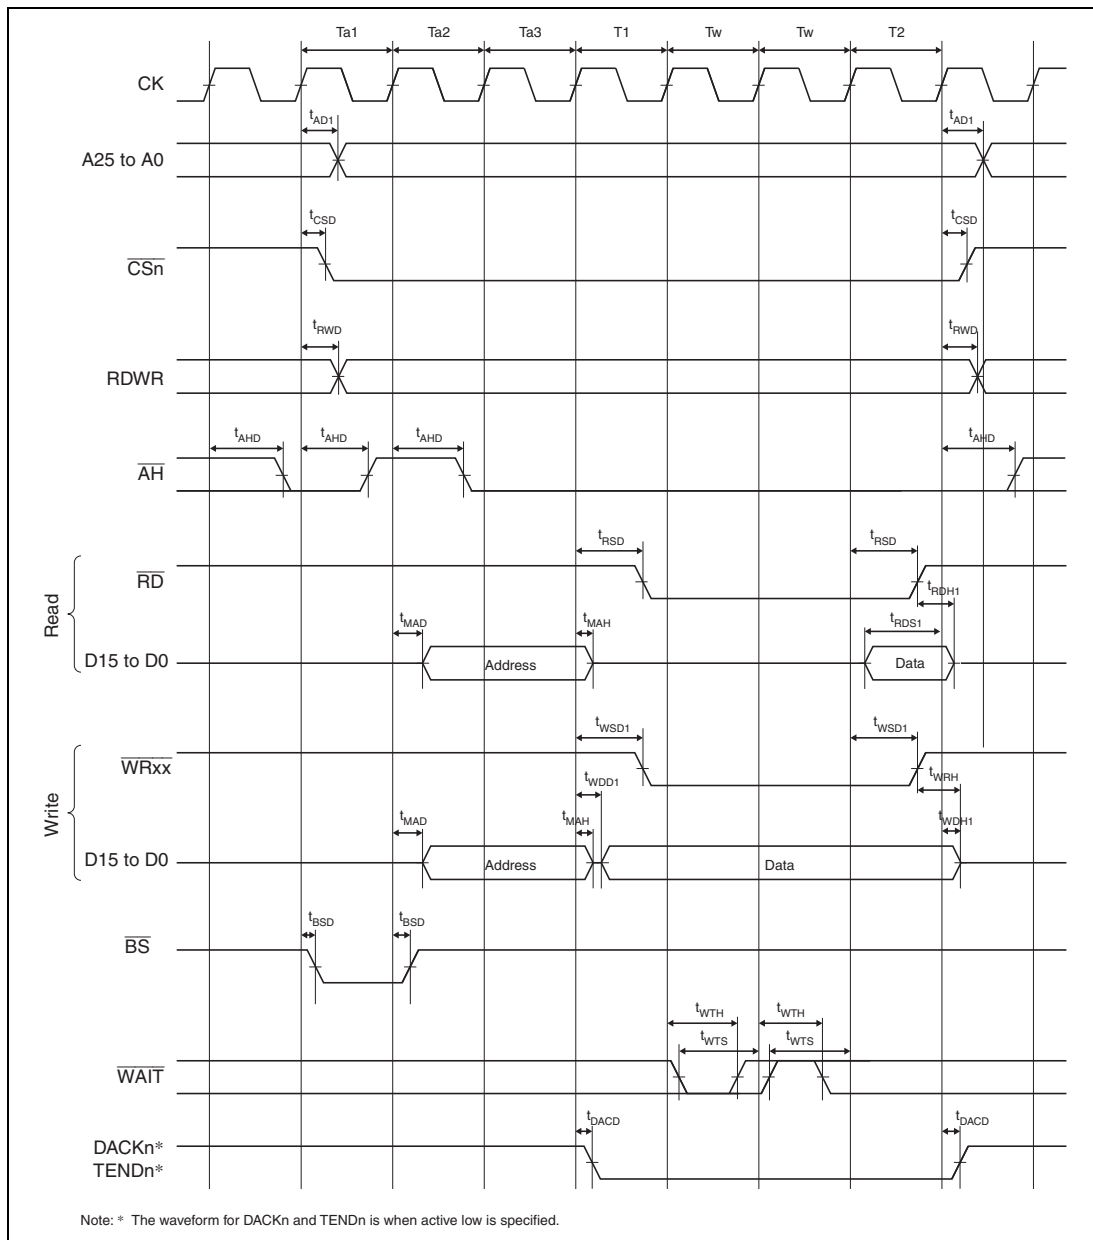 Ta1 Ta2 Ta3 T1 Tw Tw T2
CK
tAD1 tAD1
A25 to A0
tCSD tCSD
CSn
tRWD tRWD
RDWR
tAHD tAHD tAHD tAHD
AH
tRSD tRSD
RD
tRDH1
Read
tMAD tMAH tRDS1
D15 to D0 Address Data
tWSD1 tWSD1
WRxx
tWDD1 tWRH
Write
tMAD tMAH tWDH1
D15 to D0 Address Data
tBSD tBSD
BS
tWTH tWTH
tWTS tWTS
WAIT
tDACD tDACD
DACKn*
TENDn*
Note: * The waveform for DACKn and TENDn is when active low is specified.